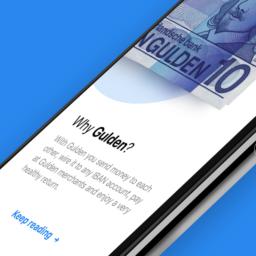 ndsche Bank
N GULDEN 10
Why Gulden?
With Gulden you send money to each
other, wire it to any IBAN account, pay
at Gulden merchants and enjoy a very
healthy return.
Keep reading →